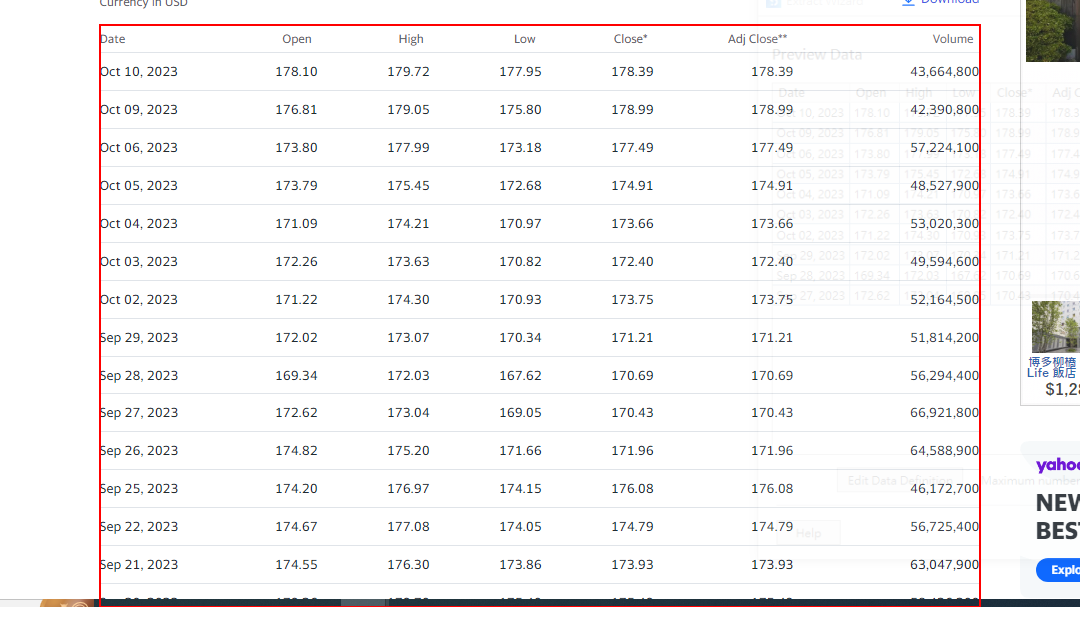 Currency in USD
Download
Date Open High Low Close* Adj Close** Volume
Oct 10, 2023 178.10 179.72 177.95 178.39 178.39 43,664,800
Oct 09, 2023 176.81 179.05 175.80 178.99 178.99 42,390,800
Oct 06, 2023 173.80 177.99 173.18 177.49 177.49 57,224,100
Oct 05, 2023 173.79 175.45 172.68 174.91 174.91 48,527,900
Oct 04, 2023 171.09 174.21 170.97 173.66 173.66 53,020,300
Oct 03, 2023 172.26 173.63 170.82 172.40 172.40 49,594,600
Oct 02, 2023 171.22 174.30 170.93 173.75 173.75 52,164,500
Sep 29, 2023 172.02 173.07 170.34 171.21 171.21 51,814,200
Sep 28, 2023 169.34 172.03 167.62 170.69 170.69 56,294,400
Sep 27, 2023 172.62 173.04 169.05 170.43 170.43 66,921,800
Sep 26, 2023 174.82 175.20 171.66 171.96 171.96 64,588,900
Sep 25, 2023 174.20 176.97 174.15 176.08 176.08 46,172,700
Sep 22, 2023 174.67 177.08 174.05 174.79 174.79 56,725,400
Sep 21, 2023 174.55 176.30 173.86 173.93 173.93 63,047,900
Preview Data
Edit Data Definition
Maximum number
Help
博多柳橋
Life 飯店
$1,28
yahoo
NEW
BEST
Explo